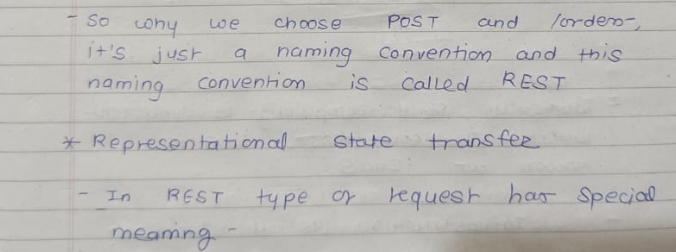 - So why we choose POST and /orders-,
it's just a naming convention and this
naming convention is called REST
* Representational state transfer
- In REST type of request has special
meaning -